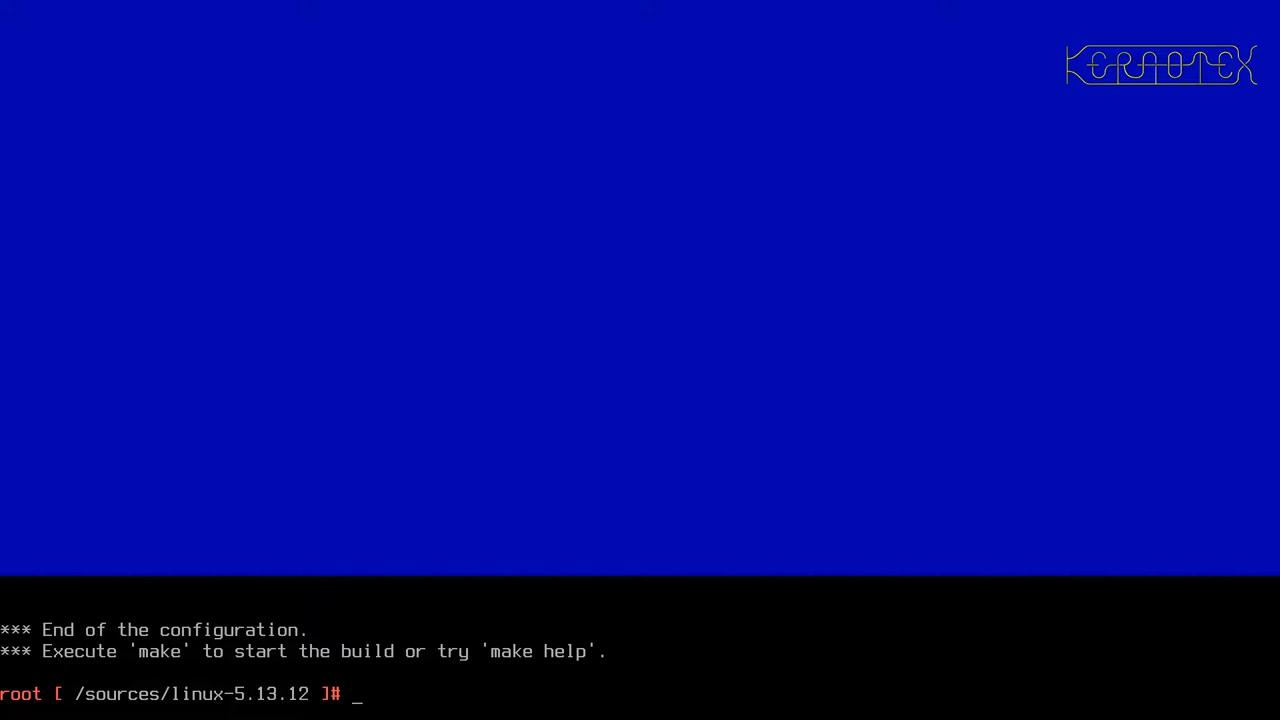 KERNOTEX
*** End of the configuration.
*** Execute 'make' to start the build or try 'make help'.
root [ /sources/linux-5.13.12 ]# _